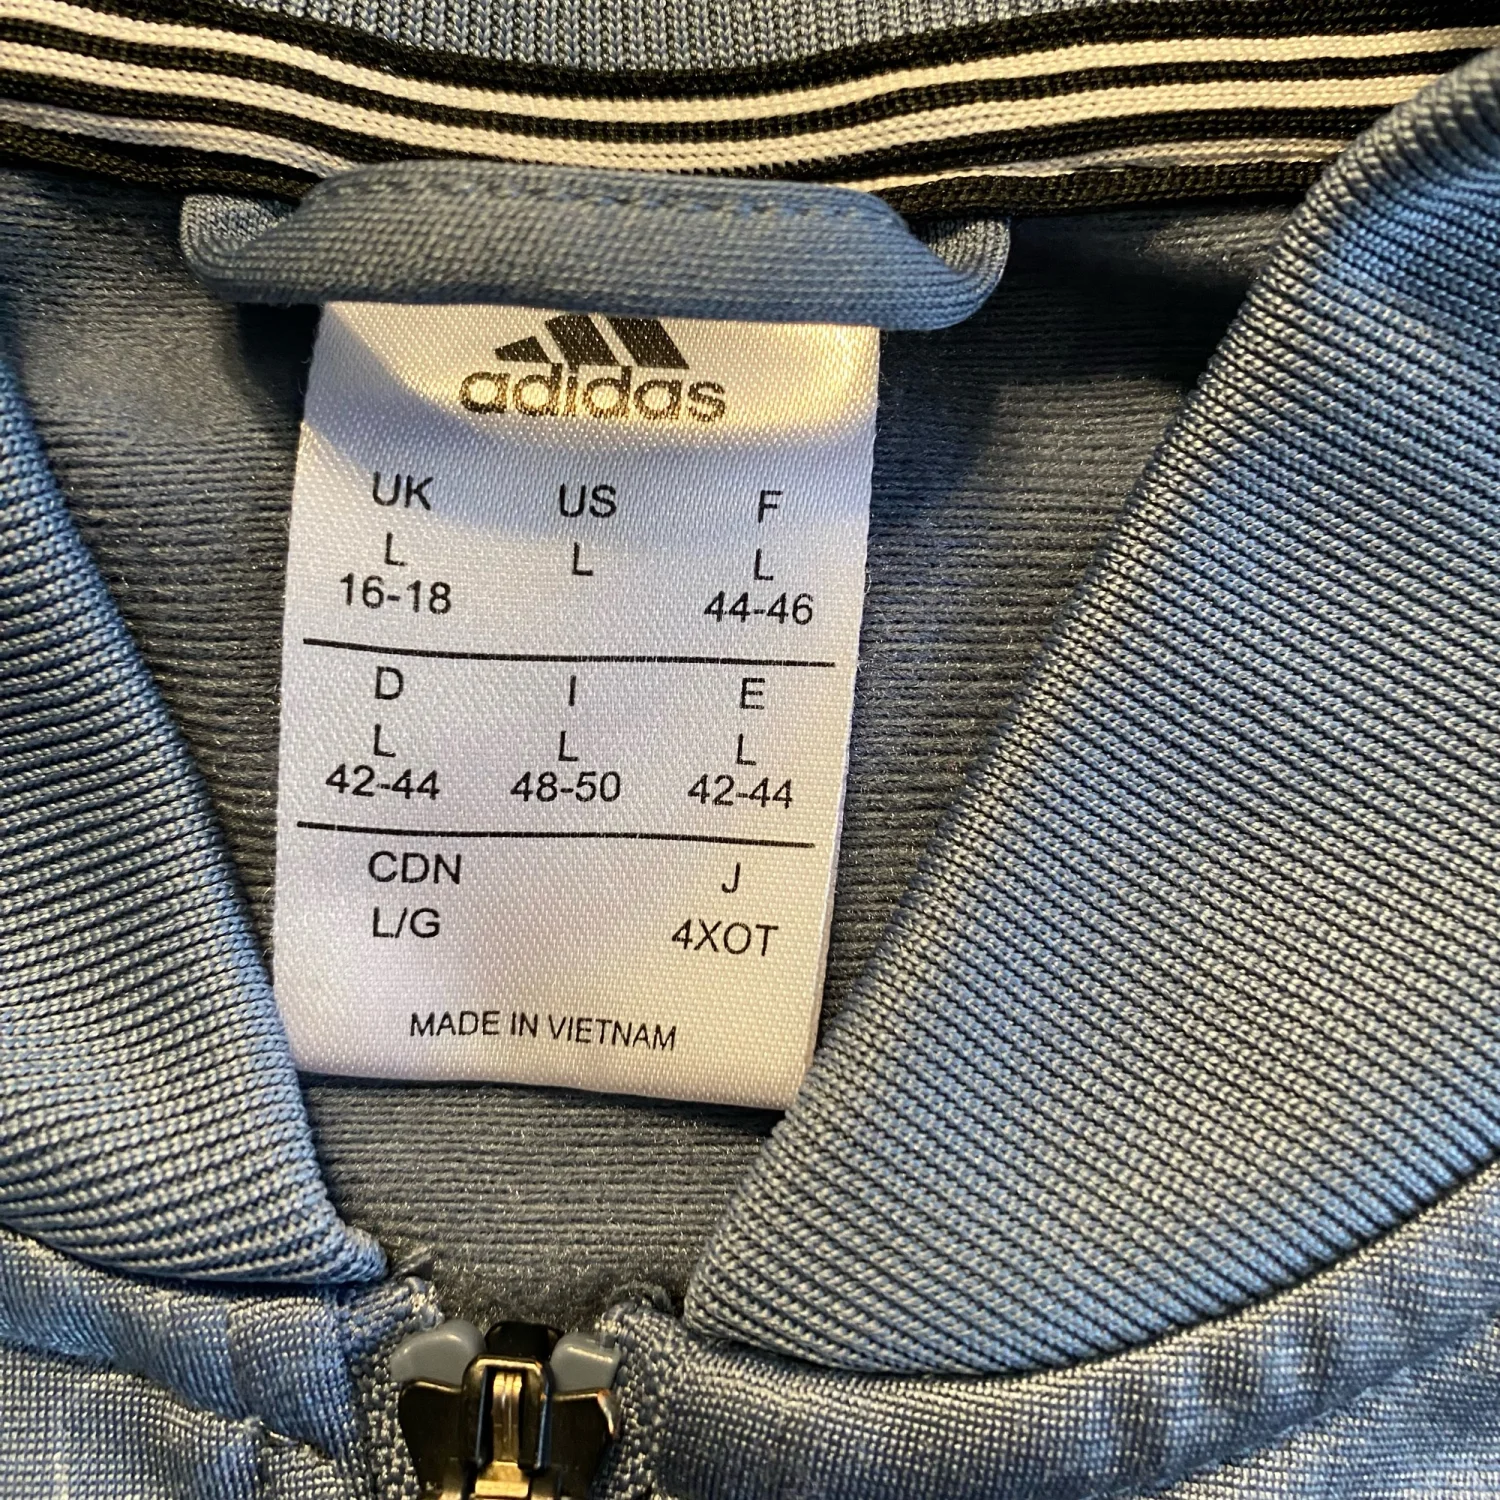 adidas
UK US F
L L L
16-18 44-46
D I E
L L L
42-44 48-50 42-44
CDN J
L/G 4XOT
MADE IN VIETNAM